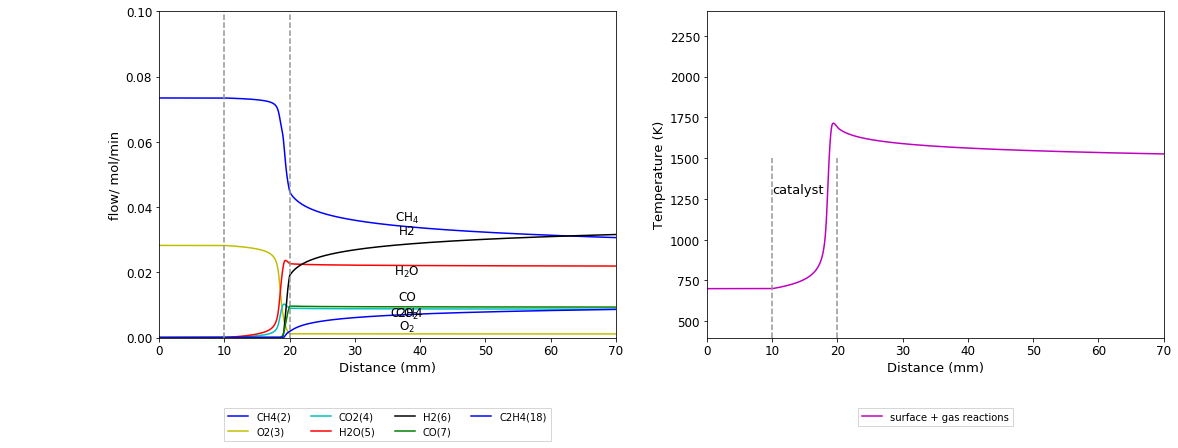 0.10
0.08
0.06
0.04
0.02
0.00
flow/ mol/min
CH₄
H2
H₂O
CO
O₂
0 10 20 30 40 50 60 70
Distance (mm)
CH4(2) CO2(4) H2(6) C2H4(18)
O2(3) H2O(5) CO(7)
2250
2000
1750
1500
1250
1000
750
500
Temperature (K)
catalyst
0 10 20 30 40 50 60 70
Distance (mm)
surface + gas reactions